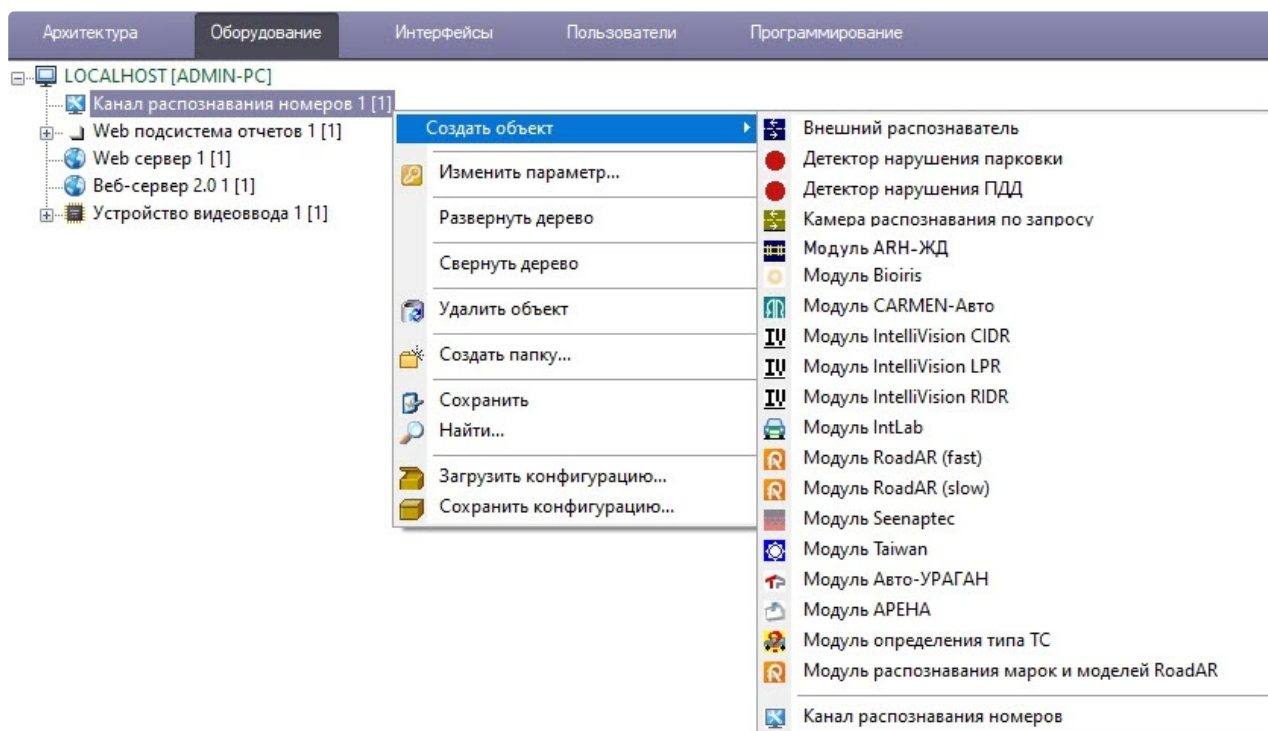 Архитектура Оборудование Интерфейсы Пользователи Программирование
LOCALHOST [ADMIN-PC]
Канал распознавания номеров 1 [1]
Web подсистема отчетов 1 [1]
Web сервер 1 [1]
Веб-сервер 2.0 1 [1]
Устройство видеоввода 1 [1]
Создать объект
Изменить параметр...
Развернуть дерево
Свернуть дерево
Удалить объект
Создать папку...
Сохранить
Найти...
Загрузить конфигурацию...
Сохранить конфигурацию...
Внешний распознаватель
Детектор нарушения парковки
Детектор нарушения ПДД
Камера распознавания по запросу
Модуль ARH-ЖД
Модуль Bioiris
Модуль CARMEN-Авто
Модуль IntelliVision CIDR
Модуль IntelliVision LPR
Модуль IntelliVision RIDR
Модуль IntLab
Модуль RoadAR (fast)
Модуль RoadAR (slow)
Модуль Seenaptec
Модуль Taiwan
Модуль Авто-УРАГАН
Модуль АРЕНА
Модуль определения типа ТС
Модуль распознавания марок и моделей RoadAR
Канал распознавания номеров